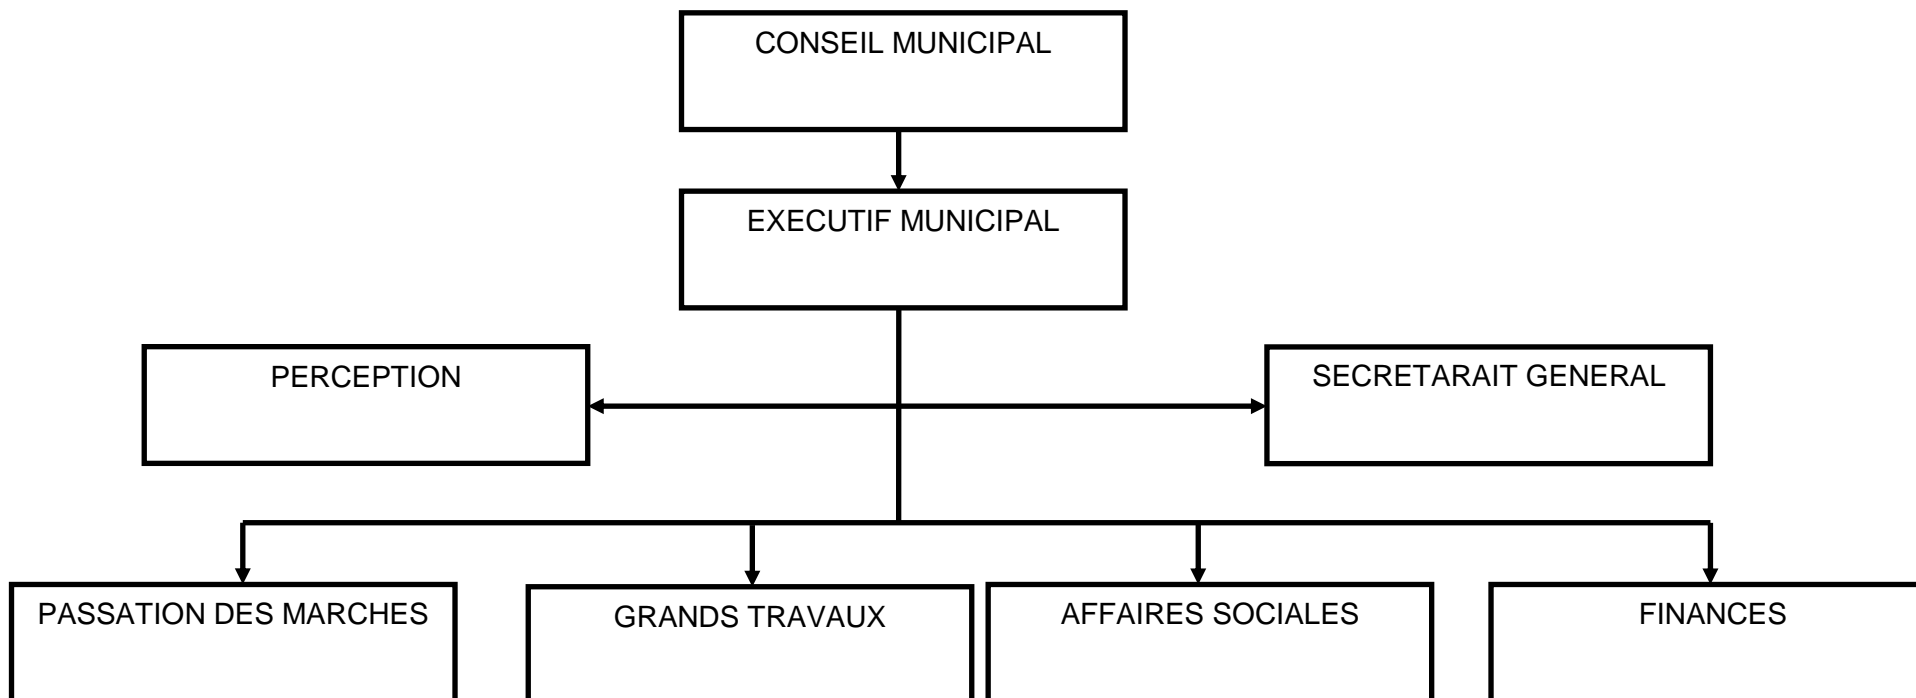 CONSEIL MUNICIPAL
EXECUTIF MUNICIPAL
PERCEPTION
SECRETARAIT GENERAL
PASSATION DES MARCHES
GRANDS TRAVAUX
AFFAIRES SOCIALES
FINANCES